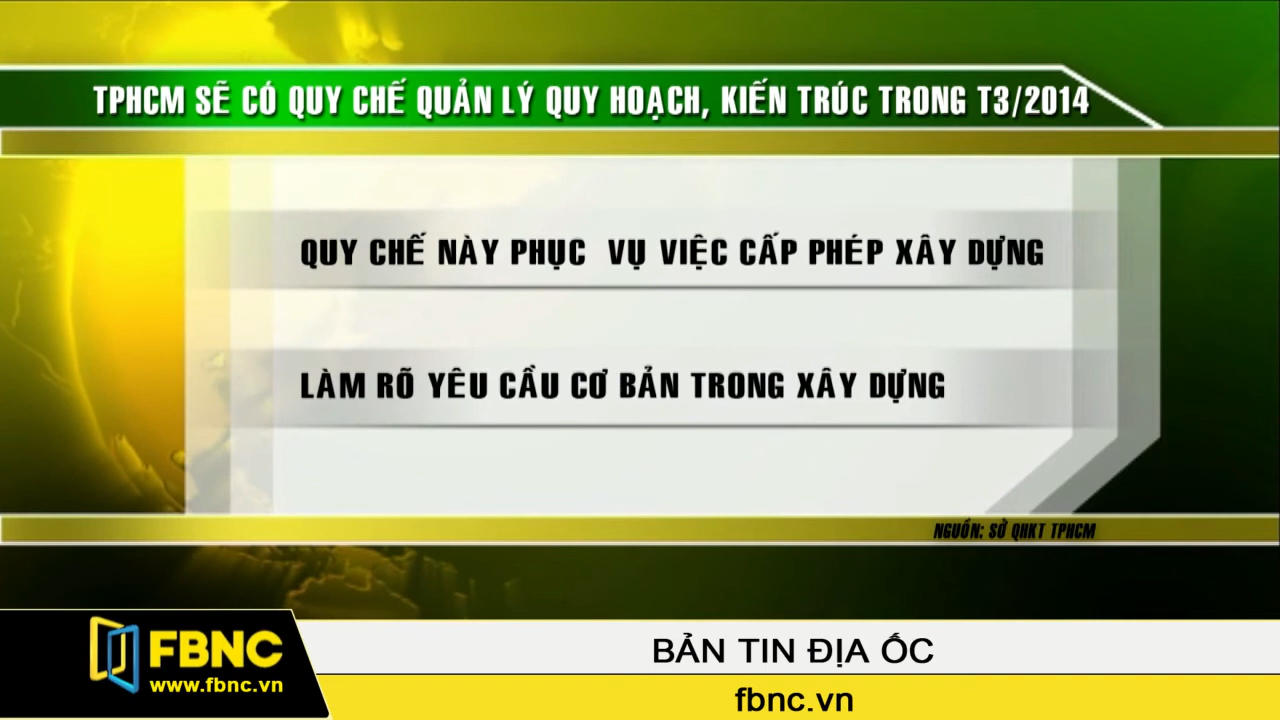 TPHCM SẼ CÓ QUY CHẾ QUẢN LÝ QUY HOẠCH, KIẾN TRÚC TRONG T3/2014
QUY CHẾ NÀY PHỤC VỤ VIỆC CẤP PHÉP XÂY DỰNG
LÀM RÕ YÊU CẦU CƠ BẢN TRONG XÂY DỰNG
NGUỒN: SỞ QHKT TPHCM
FBNC
www.fbnc.vn
BẢN TIN ĐỊA ỐC
fbnc.vn